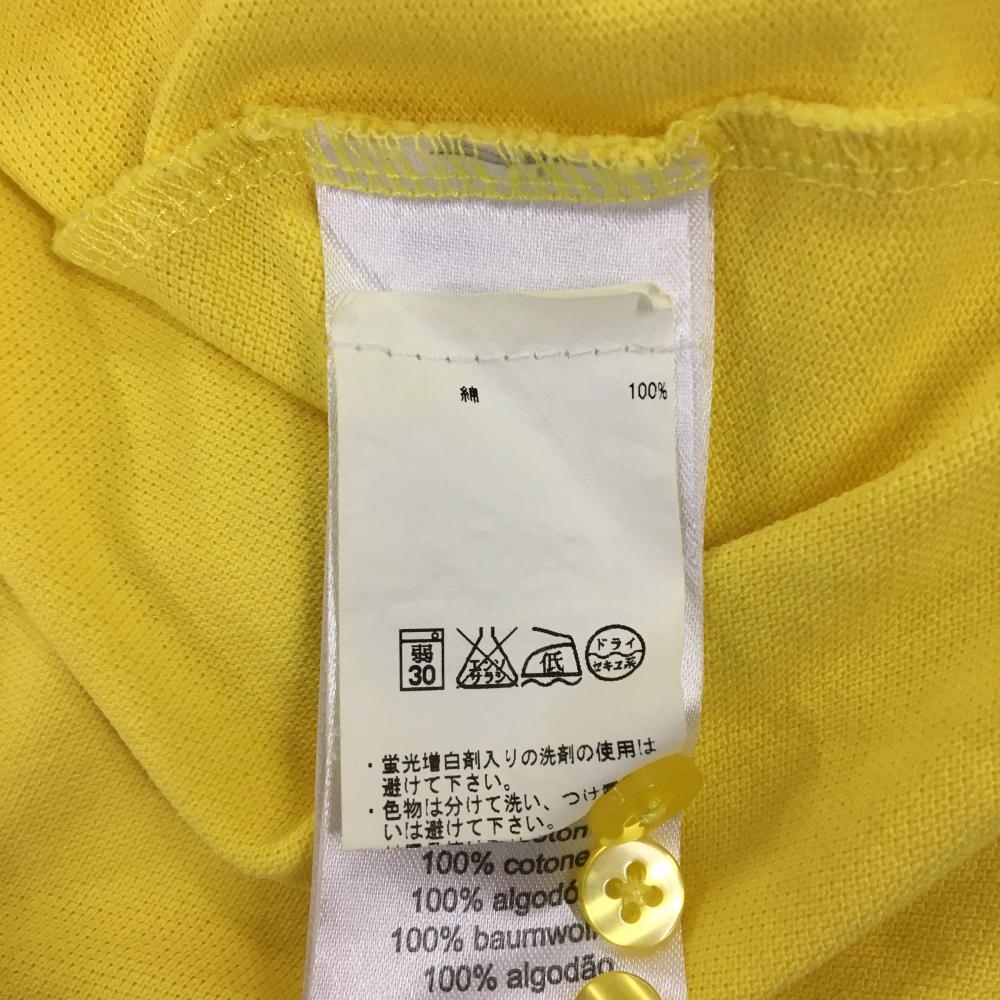 綿 100%
弱 30
エンソ サラシ
低
ドライ セキユ系
・蛍光増白剤入りの洗剤の使用は
避けて下さい。
・色物は分けて洗い、つけ
いは避けて下さい。
100% cotone
100% algodó
100% baumwoll
100% algodão